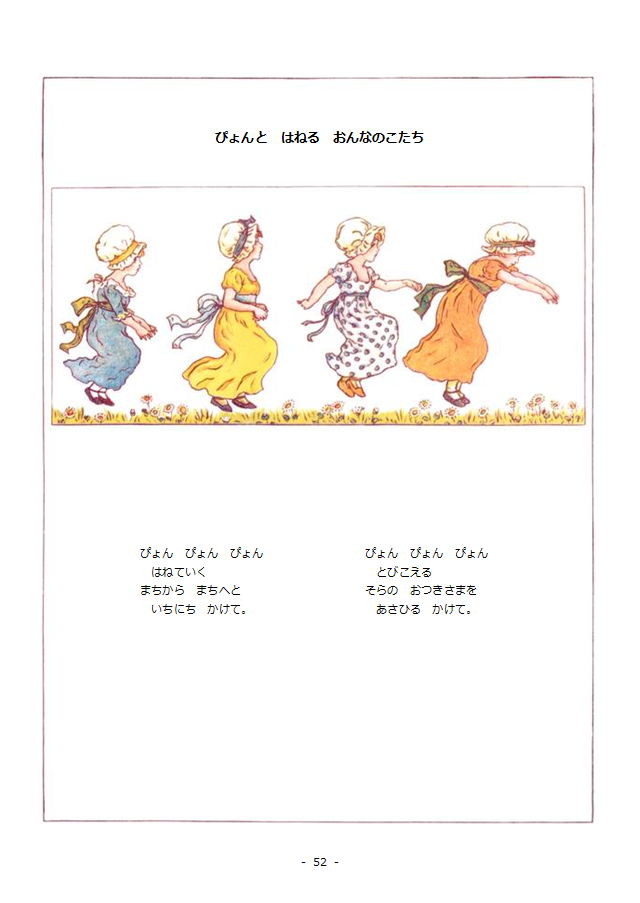 ぴょんと　はねる　おんなのこたち
ぴょん　ぴょん　ぴょん
　はねていく
まちから　まちへと
　いちにち　かけて。
ぴょん　ぴょん　ぴょん
　とびこえる
そらの　おつきさまを
　あさひる　かけて。
- 52 -